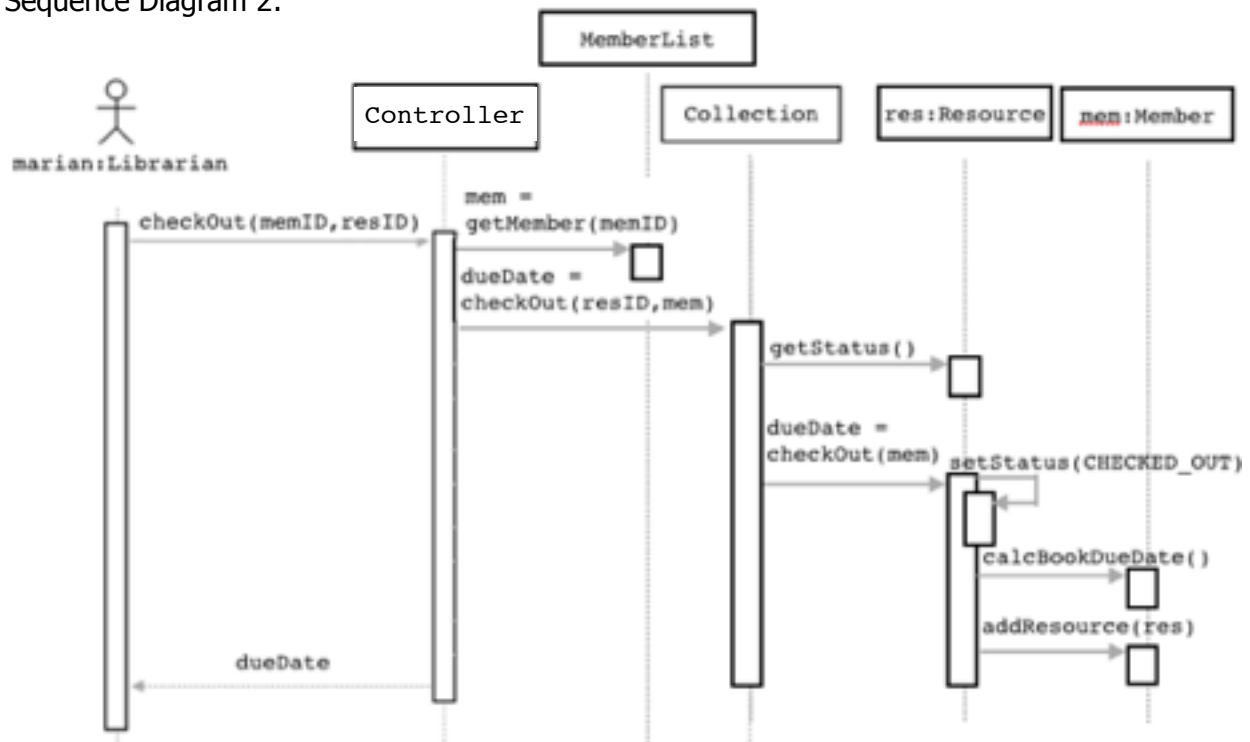 Sequence Diagram 2:
MemberList
Controller
Collection
res:Resource
mem:Member
marian:Librarian
mem =
getMember(memID)
checkOut(memID,resID)
dueDate =
checkOut(resID,mem)
getStatus()
dueDate =
checkOut(mem)
setStatus(CHECKED_OUT)
calcBookDueDate()
addResource(res)
dueDate